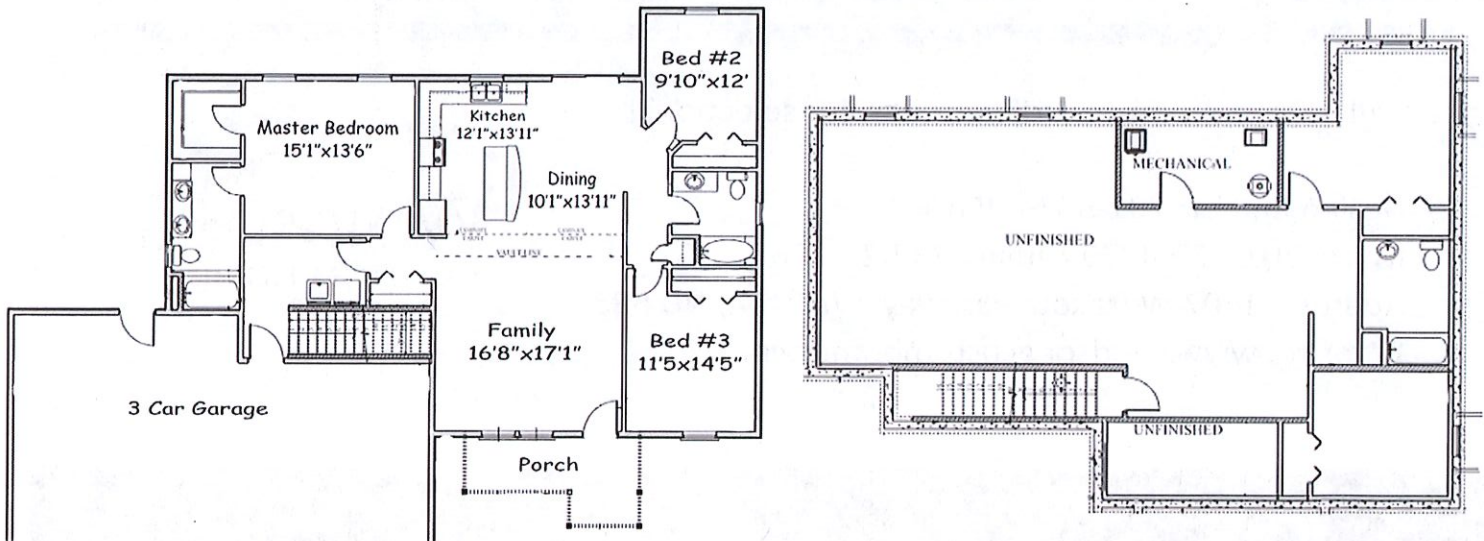 Bed #2
9'10"x12'
Master Bedroom
15'1"x13'6"
Kitchen
12'1"x13'11"
Dining
10'1"x13'11"
Family
16'8"x17'1"
Bed #3
11'5x14'5"
3 Car Garage
Porch
MECHANICAL
UNFINISHED
UNFINISHED